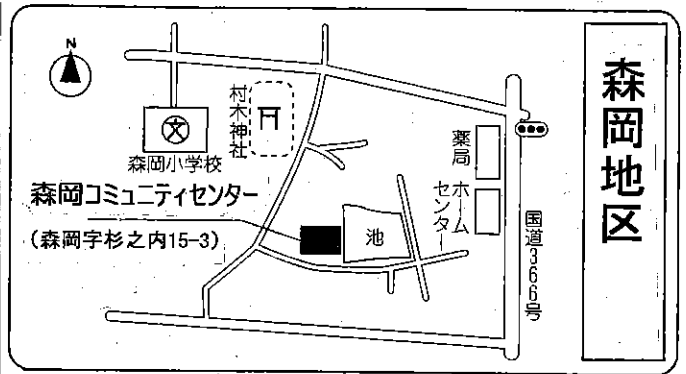 森岡地区
N
村木神社
文
森岡小学校
薬局
ホーム
センター
森岡コミュニティセンター
(森岡字杉之内15-3)
池
国道366号